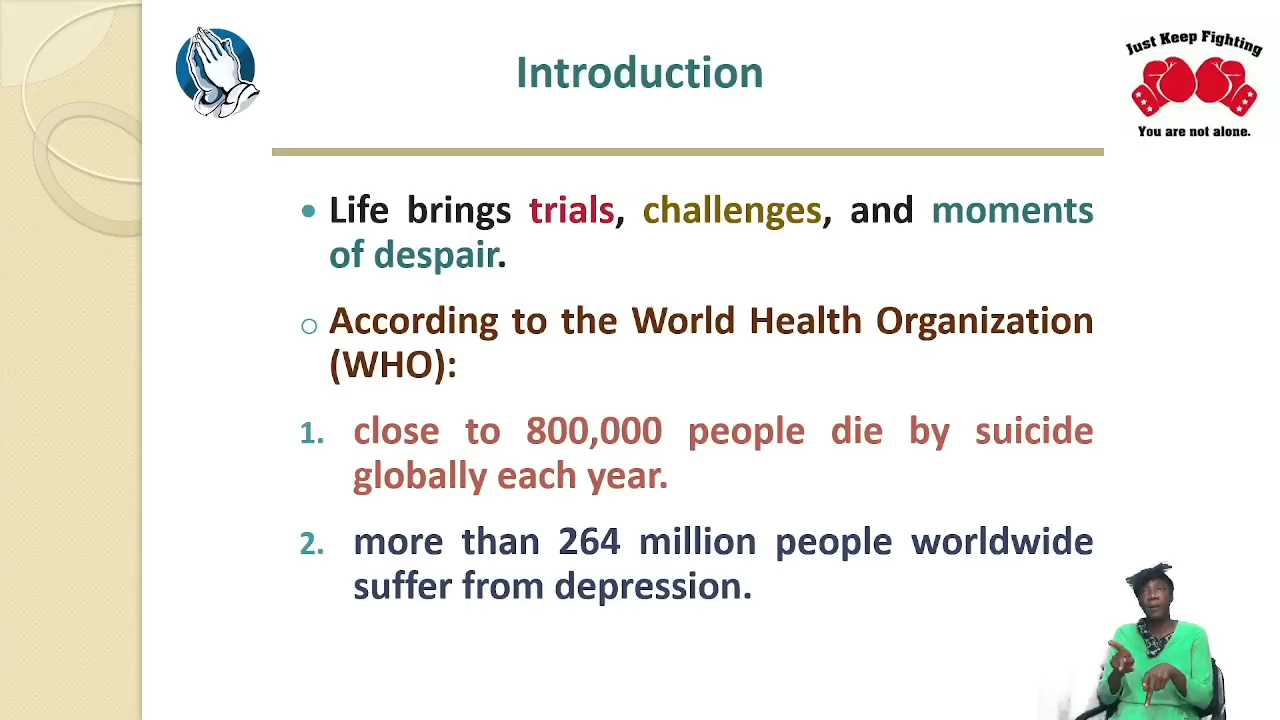 Introduction
Just Keep Fighting
You are not alone.
• Life brings trials, challenges, and moments
of despair.
o According to the World Health Organization
(WHO):
1. close to 800,000 people die by suicide
globally each year.
2. more than 264 million people worldwide
suffer from depression.